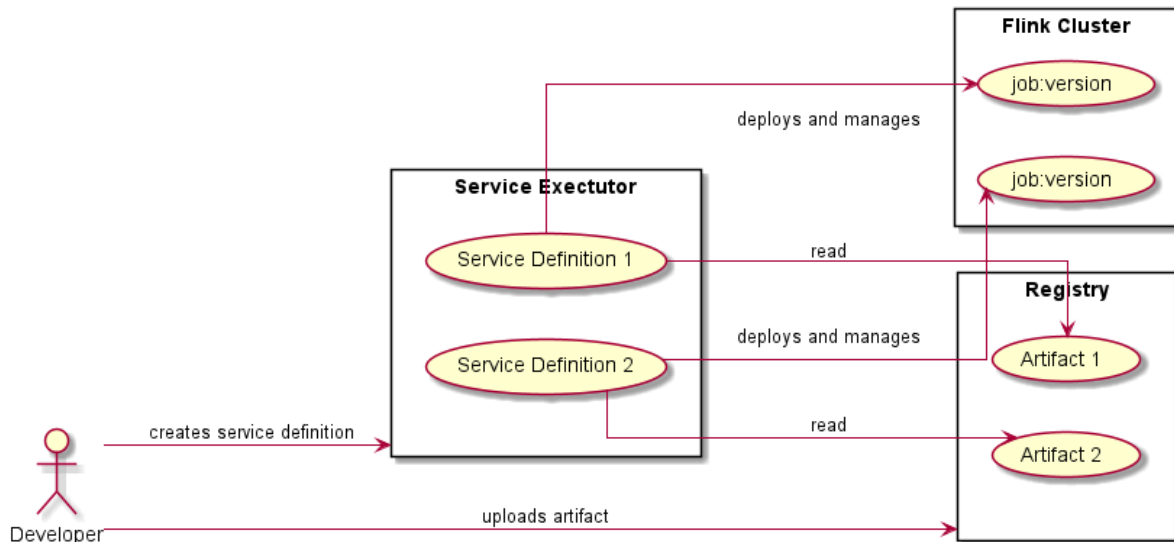 Flink Cluster
job:version
deploys and manages
job:version
Service Exectutor
Service Definition 1
read
Registry
deploys and manages
Artifact 1
Service Definition 2
creates service definition
read
Artifact 2
uploads artifact
Developer